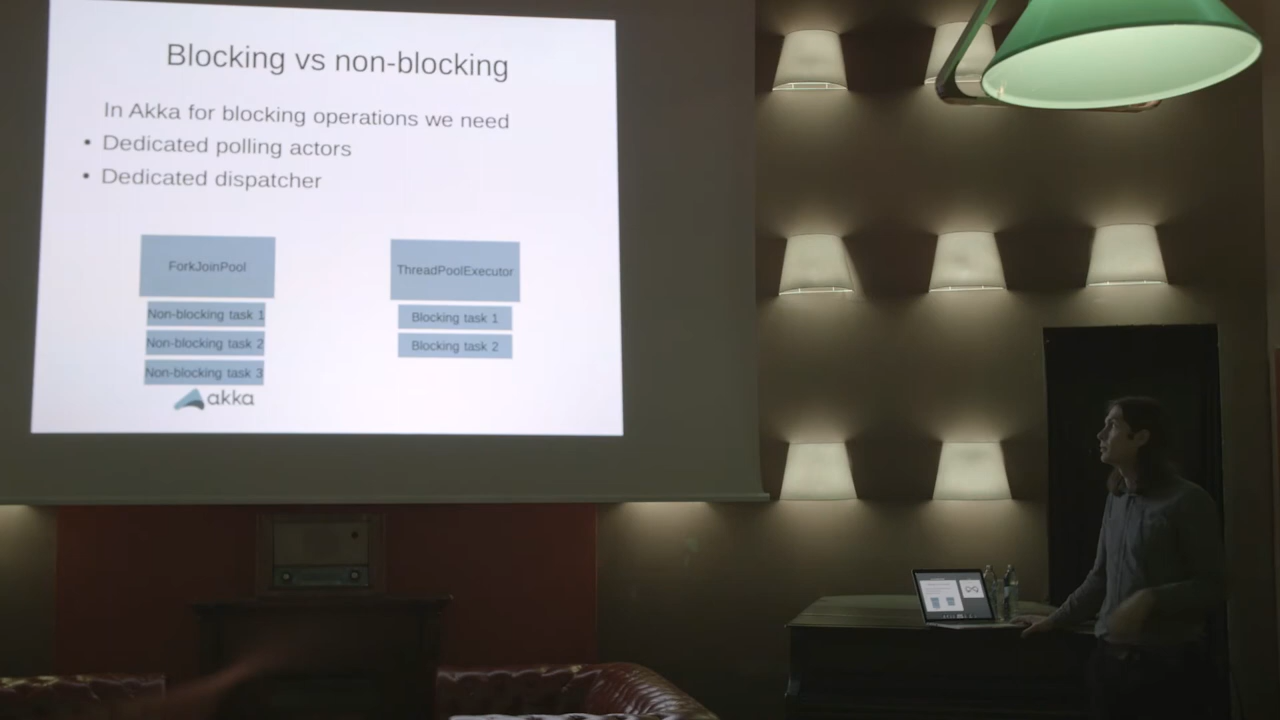 Blocking vs non-blocking
In Akka for blocking operations we need
• Dedicated polling actors
• Dedicated dispatcher
ForkJoinPool
Non-blocking task 1
Non-blocking task 2
Non-blocking task 3
akka
ThreadPoolExecutor
Blocking task 1
Blocking task 2